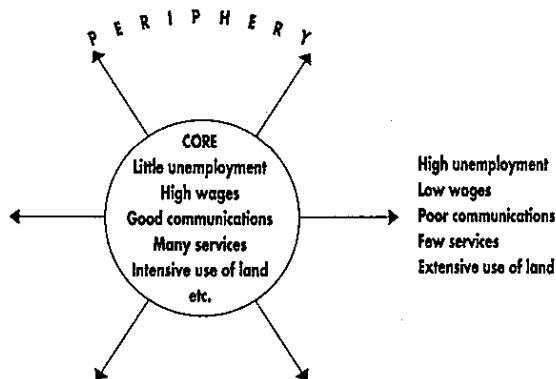 PERIPHERY
CORE
Little unemployment
High wages
Good communications
Many services
Intensive use of land
etc.
High unemployment
Low wages
Poor communications
Few services
Extensive use of land